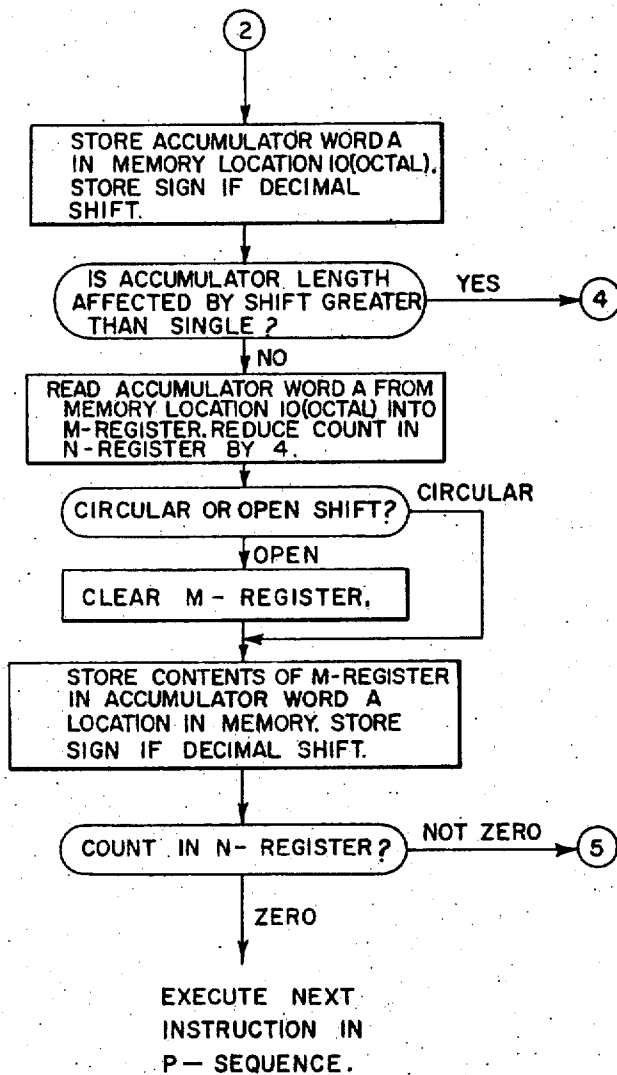 2
STORE ACCUMULATOR WORD A
IN MEMORY LOCATION 10(OCTAL).
STORE SIGN IF DECIMAL
SHIFT.
IS ACCUMULATOR LENGTH
AFFECTED BY SHIFT GREATER
THAN SINGLE?
YES
4
NO
READ ACCUMULATOR WORD A FROM
MEMORY LOCATION 10(OCTAL) INTO
M-REGISTER. REDUCE COUNT IN
N-REGISTER BY 4.
CIRCULAR OR OPEN SHIFT?
CIRCULAR
OPEN
CLEAR M - REGISTER.
STORE CONTENTS OF M-REGISTER
IN ACCUMULATOR WORD A
LOCATION IN MEMORY. STORE
SIGN IF DECIMAL SHIFT.
COUNT IN N- REGISTER?
NOT ZERO
5
ZERO
EXECUTE NEXT
INSTRUCTION IN
P- SEQUENCE.